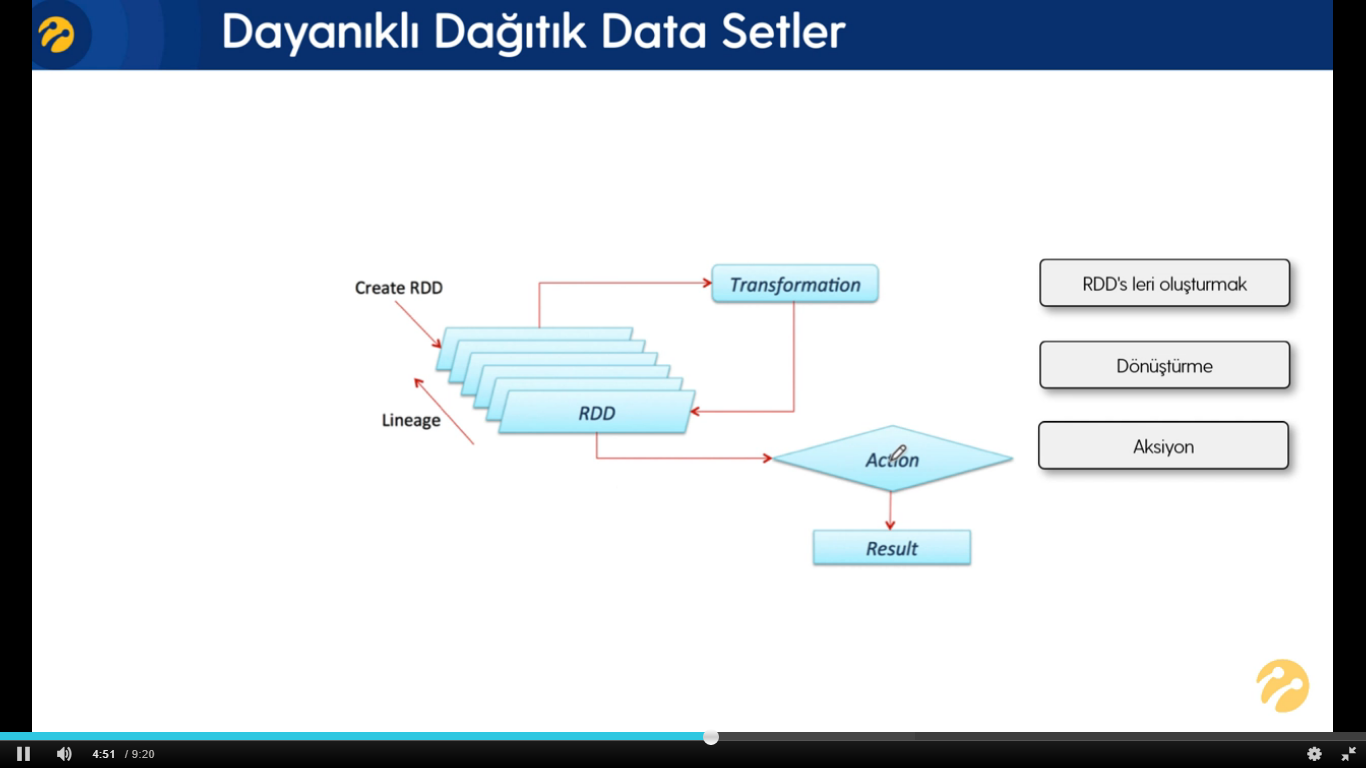 Dayanıklı Dağıtık Data Setler
Create RDD
Transformation
RDD's leri oluşturmak
Dönüştürme
Lineage
RDD
Action
Aksiyon
Result
4:51 / 9:20